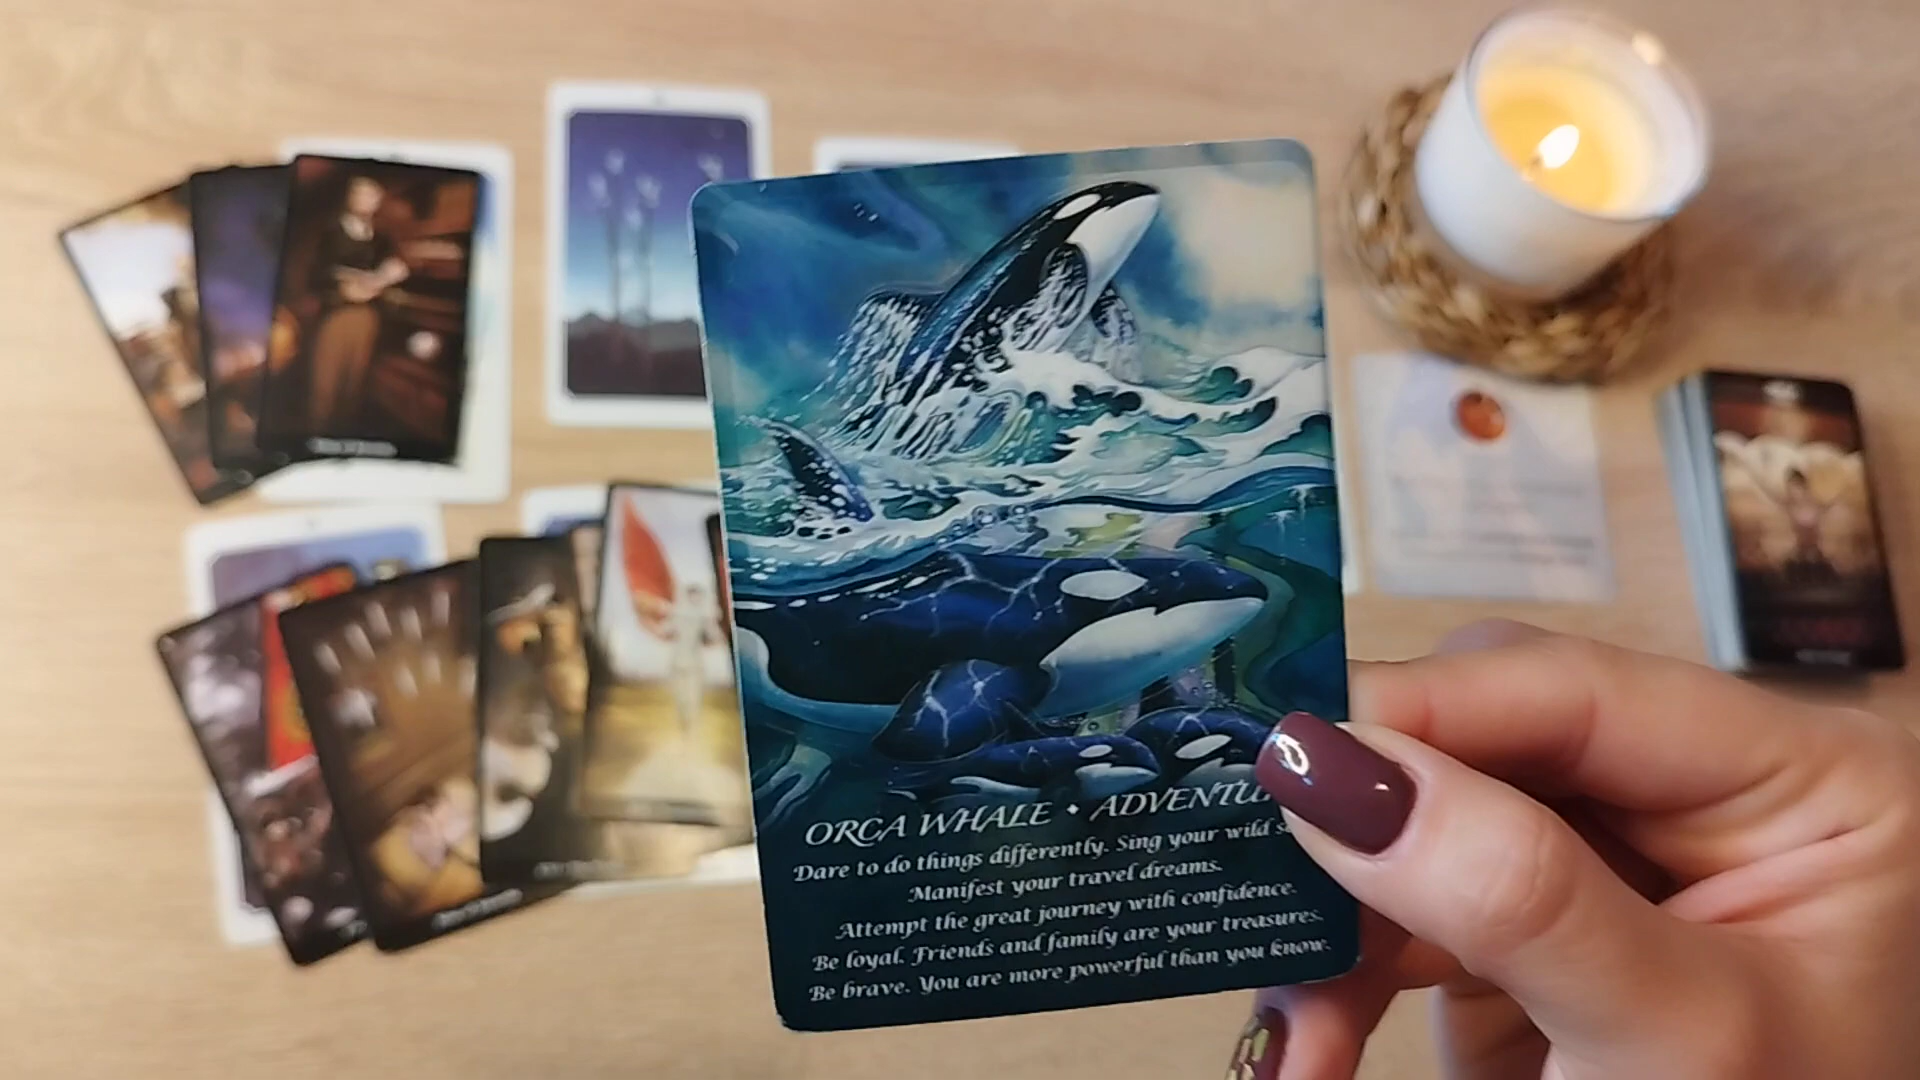 ORCA WHALE • ADVENTU
Dare to do things differently. Sing your wild s
Manifest your travel dreams.
Attempt the great journey with confidence.
Be loyal. Friends and family are your treasures.
Be brave. You are more powerful than you know.